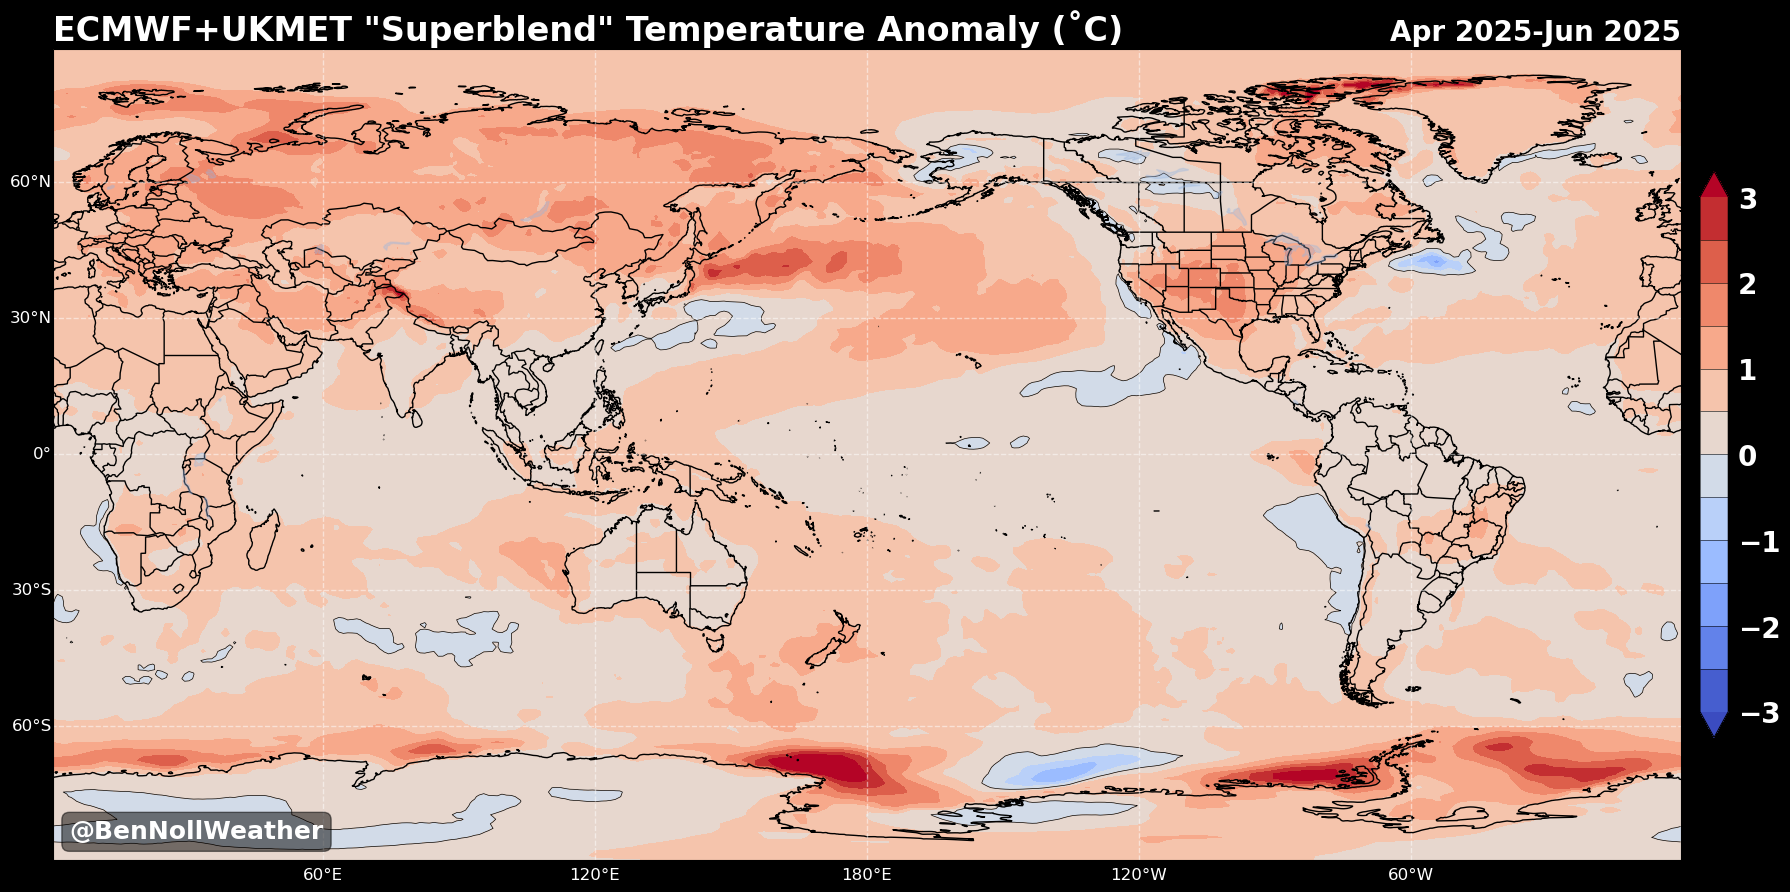 ECMWF+UKMET "Superblend" Temperature Anomaly (˚C)
Apr 2025-Jun 2025
60°N
30°N
0°
30°S
60°S
60°E
120°E
180°E
120°W
60°W
3
2
1
0
−1
−2
−3
@BenNollWeather